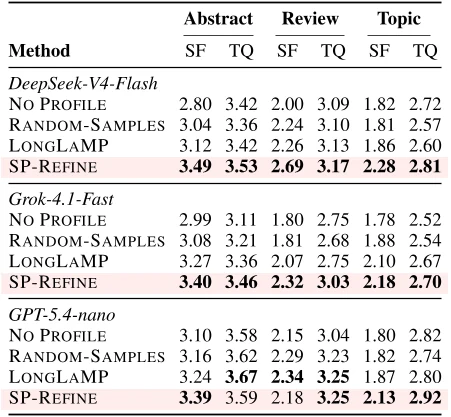 Abstract Review Topic
Method SF TQ SF TQ SF TQ
DeepSeek-V4-Flash
NO PROFILE 2.80 3.42 2.00 3.09 1.82 2.72
RANDOM-SAMPLES 3.04 3.36 2.24 3.10 1.81 2.57
LONGLAMP 3.12 3.42 2.26 3.13 1.86 2.60
SP-REFINE 3.49 3.53 2.69 3.17 2.28 2.81
Grok-4.1-Fast
NO PROFILE 2.99 3.11 1.80 2.75 1.78 2.52
RANDOM-SAMPLES 3.08 3.21 1.81 2.68 1.88 2.54
LONGLAMP 3.27 3.36 2.07 2.75 2.10 2.67
SP-REFINE 3.40 3.46 2.32 3.03 2.18 2.70
GPT-5.4-nano
NO PROFILE 3.10 3.58 2.15 3.04 1.80 2.82
RANDOM-SAMPLES 3.16 3.62 2.29 3.23 1.82 2.74
LONGLAMP 3.24 3.67 2.34 3.25 1.87 2.80
SP-REFINE 3.39 3.59 2.18 3.25 2.13 2.92